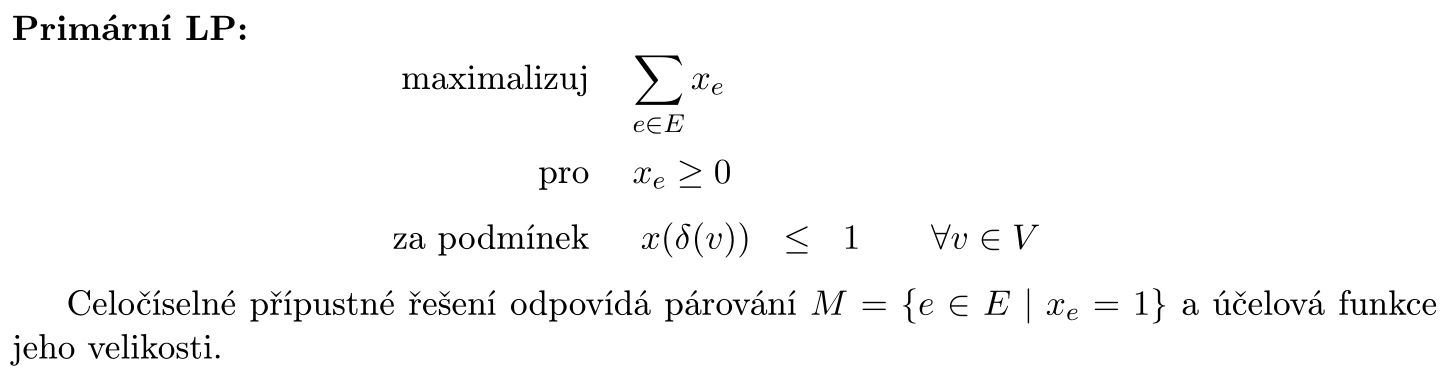 Primární LP:
maximalizuj ∑_{e∈E} x_e
pro x_e ≥ 0
za podmínek x(δ(v)) ≤ 1 ∀v ∈ V
Celočíselné přípustné řešení odpovídá párování M = {e ∈ E | x_e = 1} a účelová funkce
jeho velikosti.